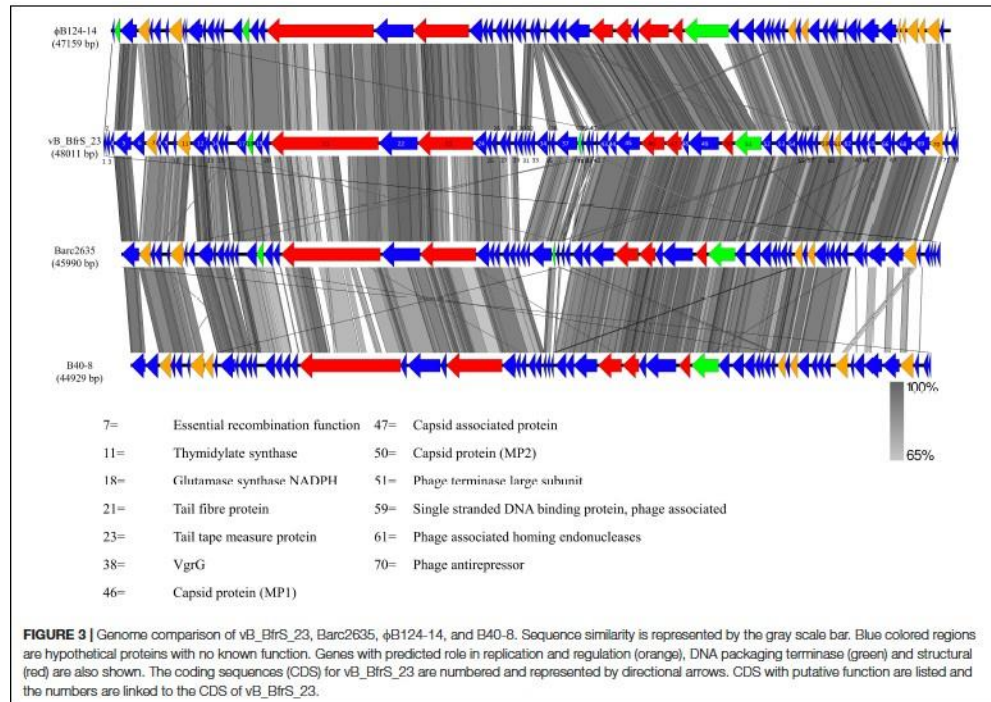 ϕB124-14
(47159 bp)
vB_BfrS_23
(48011 bp)
Barc2635
(45990 bp)
B40-8
(44929 bp)
100%
65%
7= Essential recombination function 47= Capsid associated protein
11= Thymidylate synthase 50= Capsid protein (MP2)
18= Glutamase synthase NADPH 51= Phage terminase large subunit
21= Tail fibre protein 59= Single stranded DNA binding protein, phage associated
23= Tail tape measure protein 61= Phage associated homing endonucleases
38= VgrG 70= Phage antirepressor
46= Capsid protein (MP1)
FIGURE 3 | Genome comparison of vB_BfrS_23, Barc2635, ϕB124-14, and B40-8. Sequence similarity is represented by the gray scale bar. Blue colored regions
are hypothetical proteins with no known function. Genes with predicted role in replication and regulation (orange), DNA packaging terminase (green) and structural
(red) are also shown. The coding sequences (CDS) for vB_BfrS_23 are numbered and represented by directional arrows. CDS with putative function are listed and
the numbers are linked to the CDS of vB_BfrS_23.